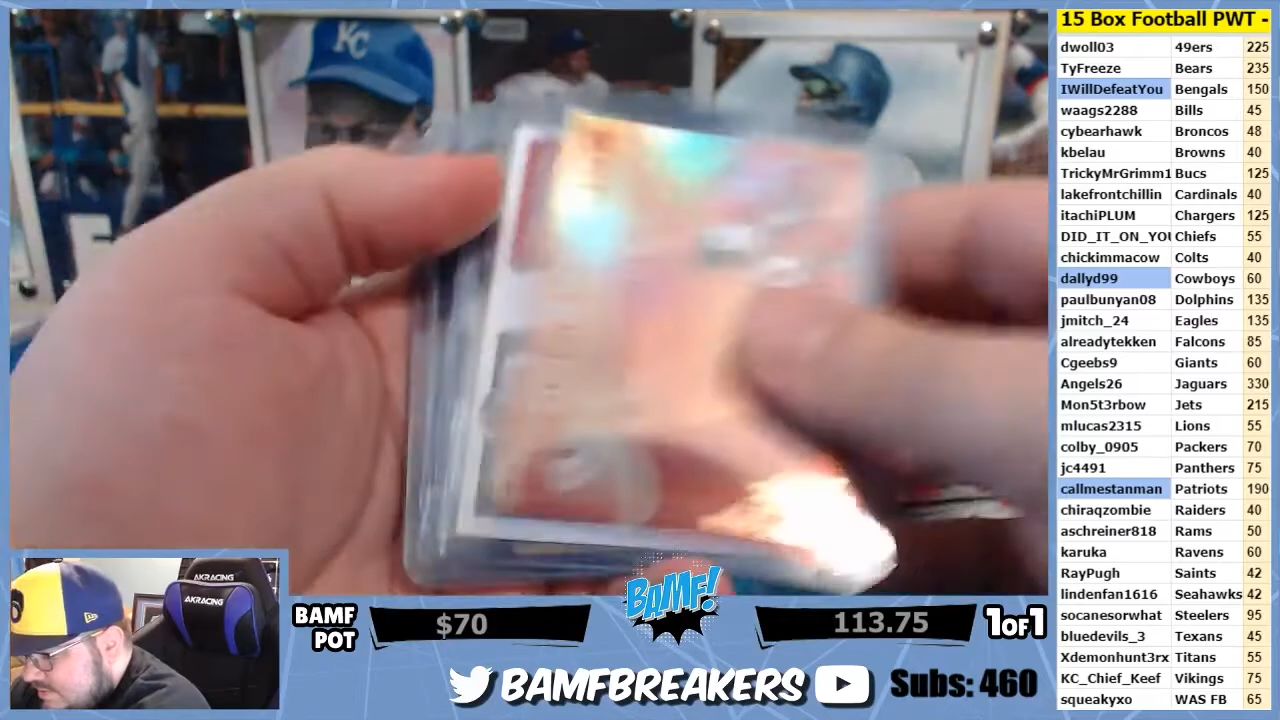 KC
15 Box Football PWT -
dwoll03 49ers 225
TyFreeze Bears 235
IWillDefeatYou Bengals 150
waags2288 Bills 45
cybearhawk Broncos 48
kbelau Browns 40
TrickyMrGrimm1 Bucs 125
lakefrontchillin Cardinals 40
itachiPLUM Chargers 125
DID_IT_ON_YOU Chiefs 55
chickimmacow Colts 40
dallyd99 Cowboys 60
paulbunyan08 Dolphins 135
jmitch_24 Eagles 135
alreadytekken Falcons 85
Cgeebs9 Giants 60
Angels26 Jaguars 330
Mon5t3rbow Jets 215
mlucas2315 Lions 55
colby_0905 Packers 70
jc4491 Panthers 75
callmestanman Patriots 190
chiraqzombie Raiders 40
aschreiner818 Rams 50
karuka Ravens 60
RayPugh Saints 42
lindenfan1616 Seahawks 42
socanesorwhat Steelers 95
bluedevils_3 Texans 45
Xdemonhunt3rx Titans 55
KC_Chief_Keef Vikings 75
squeakyxo WAS FB 65
AKRACING
AKRACING
BAMF POT $70
BAMF!
113.75 1OF1
BAMFBREAKERS Subs: 460